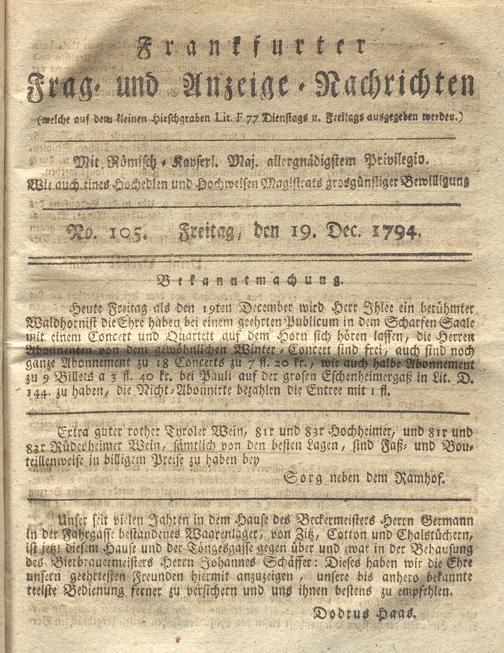 Frankfurter
Frag- und Anzeige-Nachrichten
(welche auf dem kleinen Hirschgraben Lit. F 77 Dienstags u. Freitags ausgegeben werden.)
Mit Römisch-Kayserl. Maj. allergnädigstem Privilegio.
Wie auch eines Hochedlen und Hochweisen Magistrats grosgünstiger Bewilligung
No. 105. Freitag, den 19. Dec. 1794.
Bekanntmachung.
Heute Freitag als den 19ten December wird Herr Ihlee ein berühmter
Waldhornist die Ehre haben bei einem geehrten Publicum in dem Scharfen Saale
mit einem Concert und Quartett auf dem Horn sich hören lassen, die Herren
Abonnenten von dem gewöhnlichen Winter-Concert sind frei, auch sind noch
ganze Abonnement zu 18 Concerts zu 7 fl. 20 kr., wie auch halbe Abonnement
zu 9 Billets a 3 fl. 40 kr. bei Pauli auf der grosen Eschenheimergaß in Lit. D.
144. zu haben, die Nicht-Abonnirte bezahlen die Entree mit 1 fl.
Extra guter rother Tyroler Wein, 81r und 83r Hochheimer, und 81r und
83r Rüdesheimer Wein, sämtlich von den besten Lagen, sind Faß- und Bou-
teillenweise in billigem Preise zu haben bey
Sorg neben dem Ramhof.
Unser seit vielen Jahren in dem Hause des Beckermeisters Herrn Germann
in der Fahrgasse bestandenes Waarenlager, von Zitz, Cotton und Chalstüchern,
ist jetzt diesem Hause und der Töngesgasse gegen über und zwar in der Behausung
des Bierbrauermeisters Herrn Johannes Schäffer: Dieses haben wir die Ehre
unsern geehrtesten Freunden hiermit anzuzeigen, unsere bis anhero bekannte
reelste Bedienung ferner zu versichern und uns ihnen bestens zu empfehlen.
Dodrus Haas.